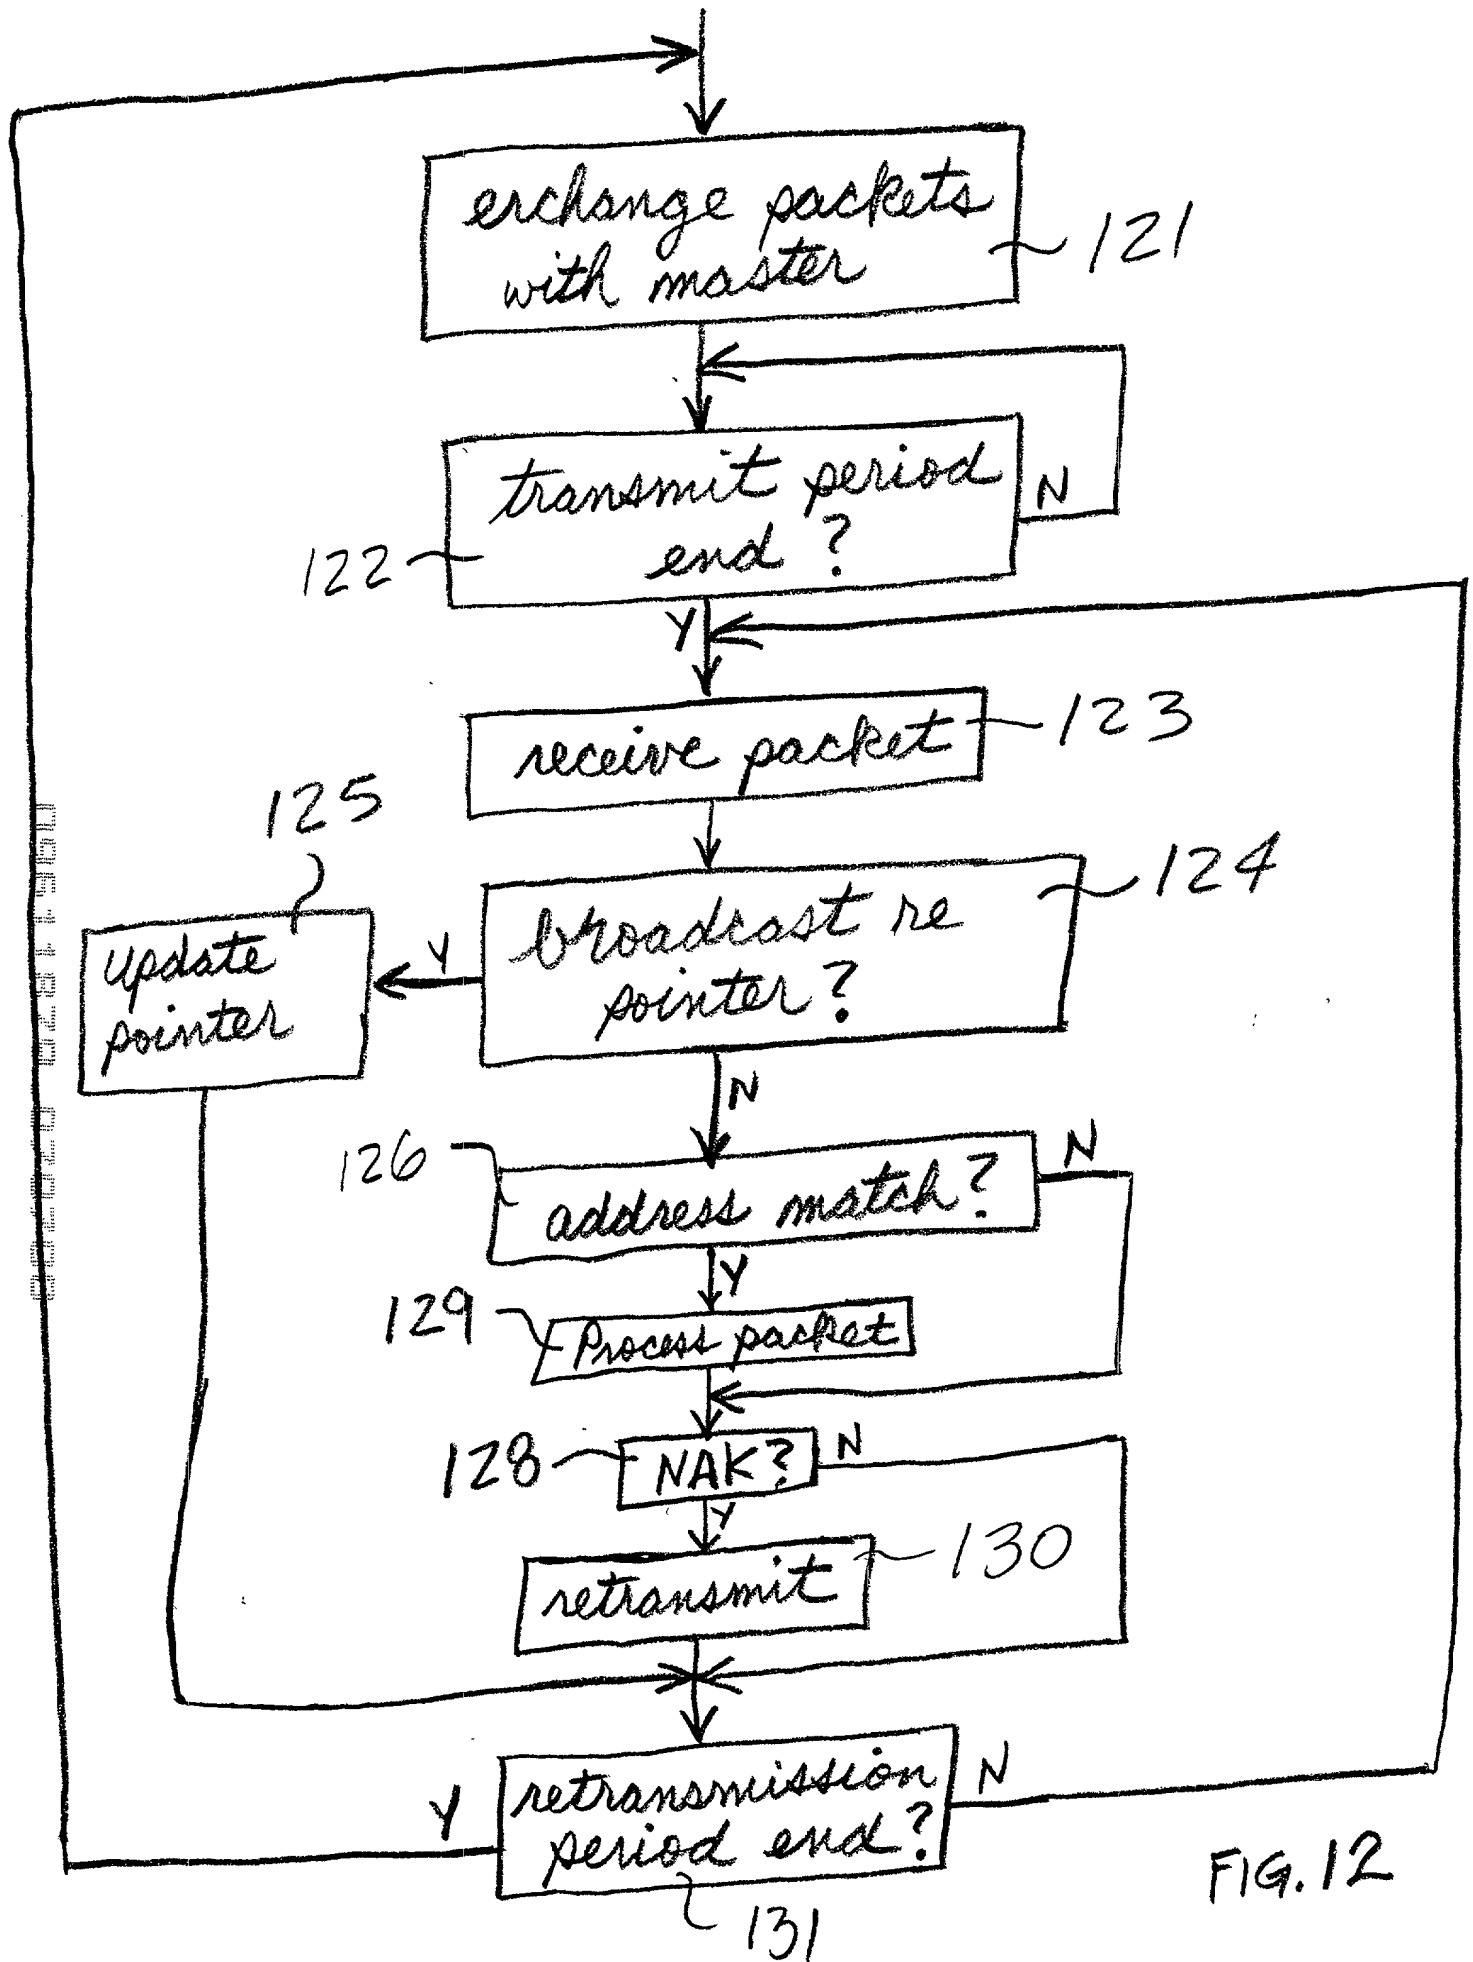 exchange packets
with master
121
transmit period
end ?
N
122
Y
receive packet
123
125
broadcast re
pointer?
124
Y
update
pointer
N
126
address match?
N
Y
129
Process packet
128
NAK?
N
Y
retransmit
130
retransmission
period end?
Y
N
131
FIG. 12